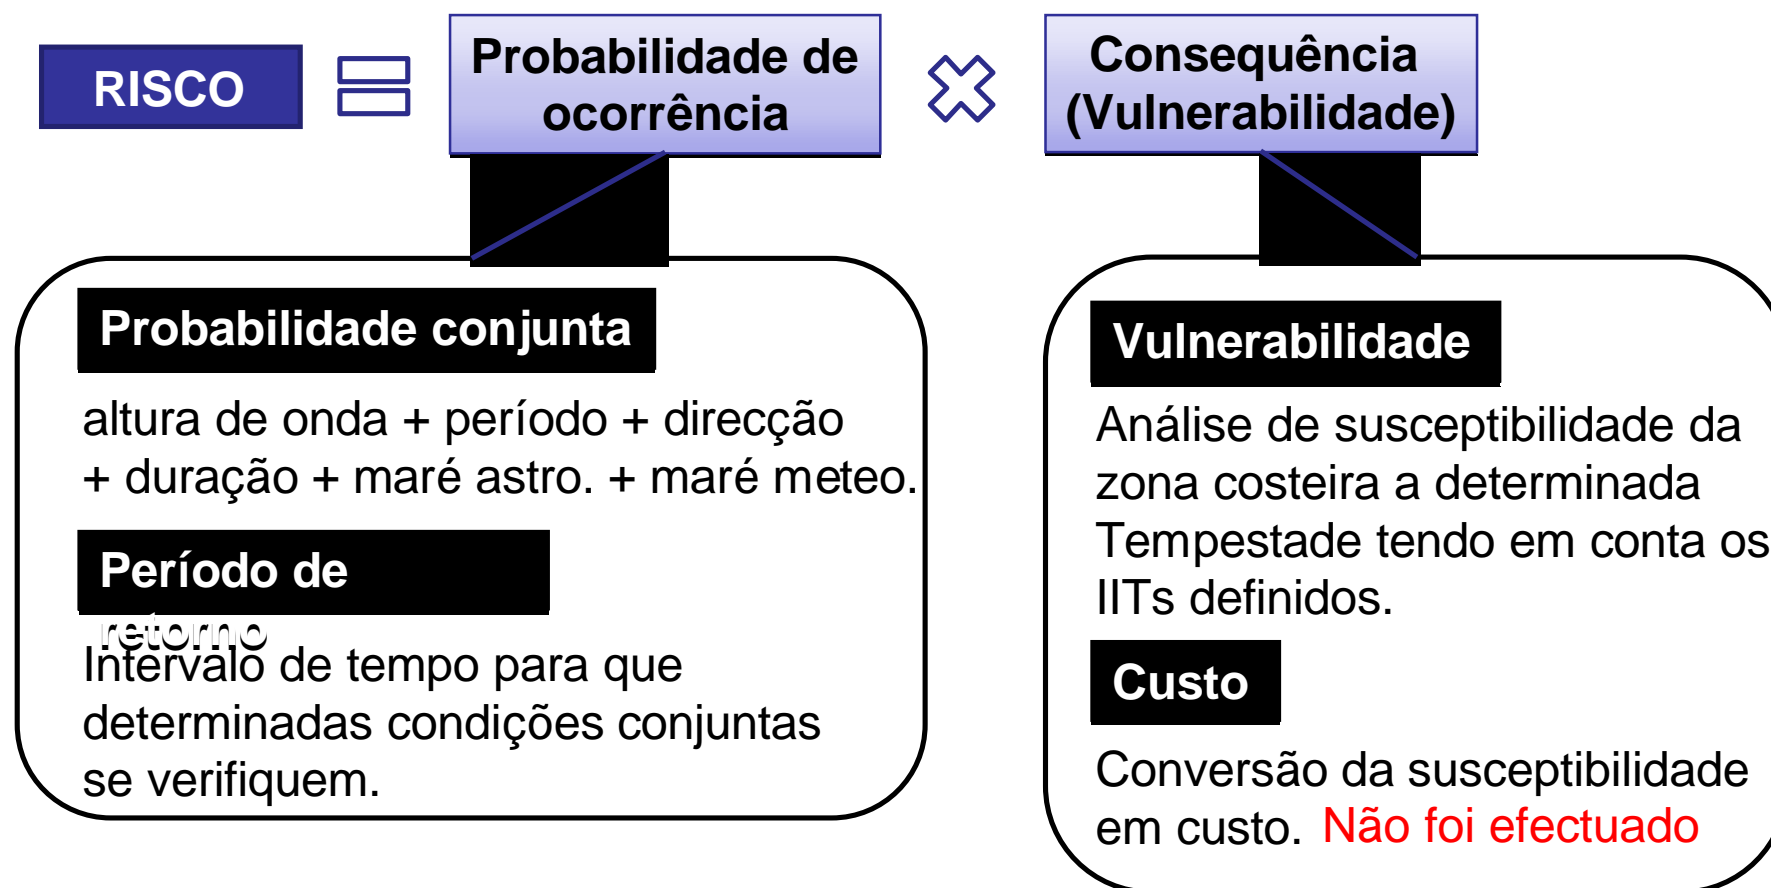 RISCO
Probabilidade de
ocorrência
Consequência
(Vulnerabilidade)
Probabilidade conjunta
altura de onda + período + direcção
+ duração + maré astro. + maré meteo.
Período de
retorno
Intervalo de tempo para que
determinadas condições conjuntas
se verifiquem.
Vulnerabilidade
Análise de susceptibilidade da
zona costeira a determinada
Tempestade tendo em conta os
IITs definidos.
Custo
Conversão da susceptibilidade
em custo. Não foi efectuado